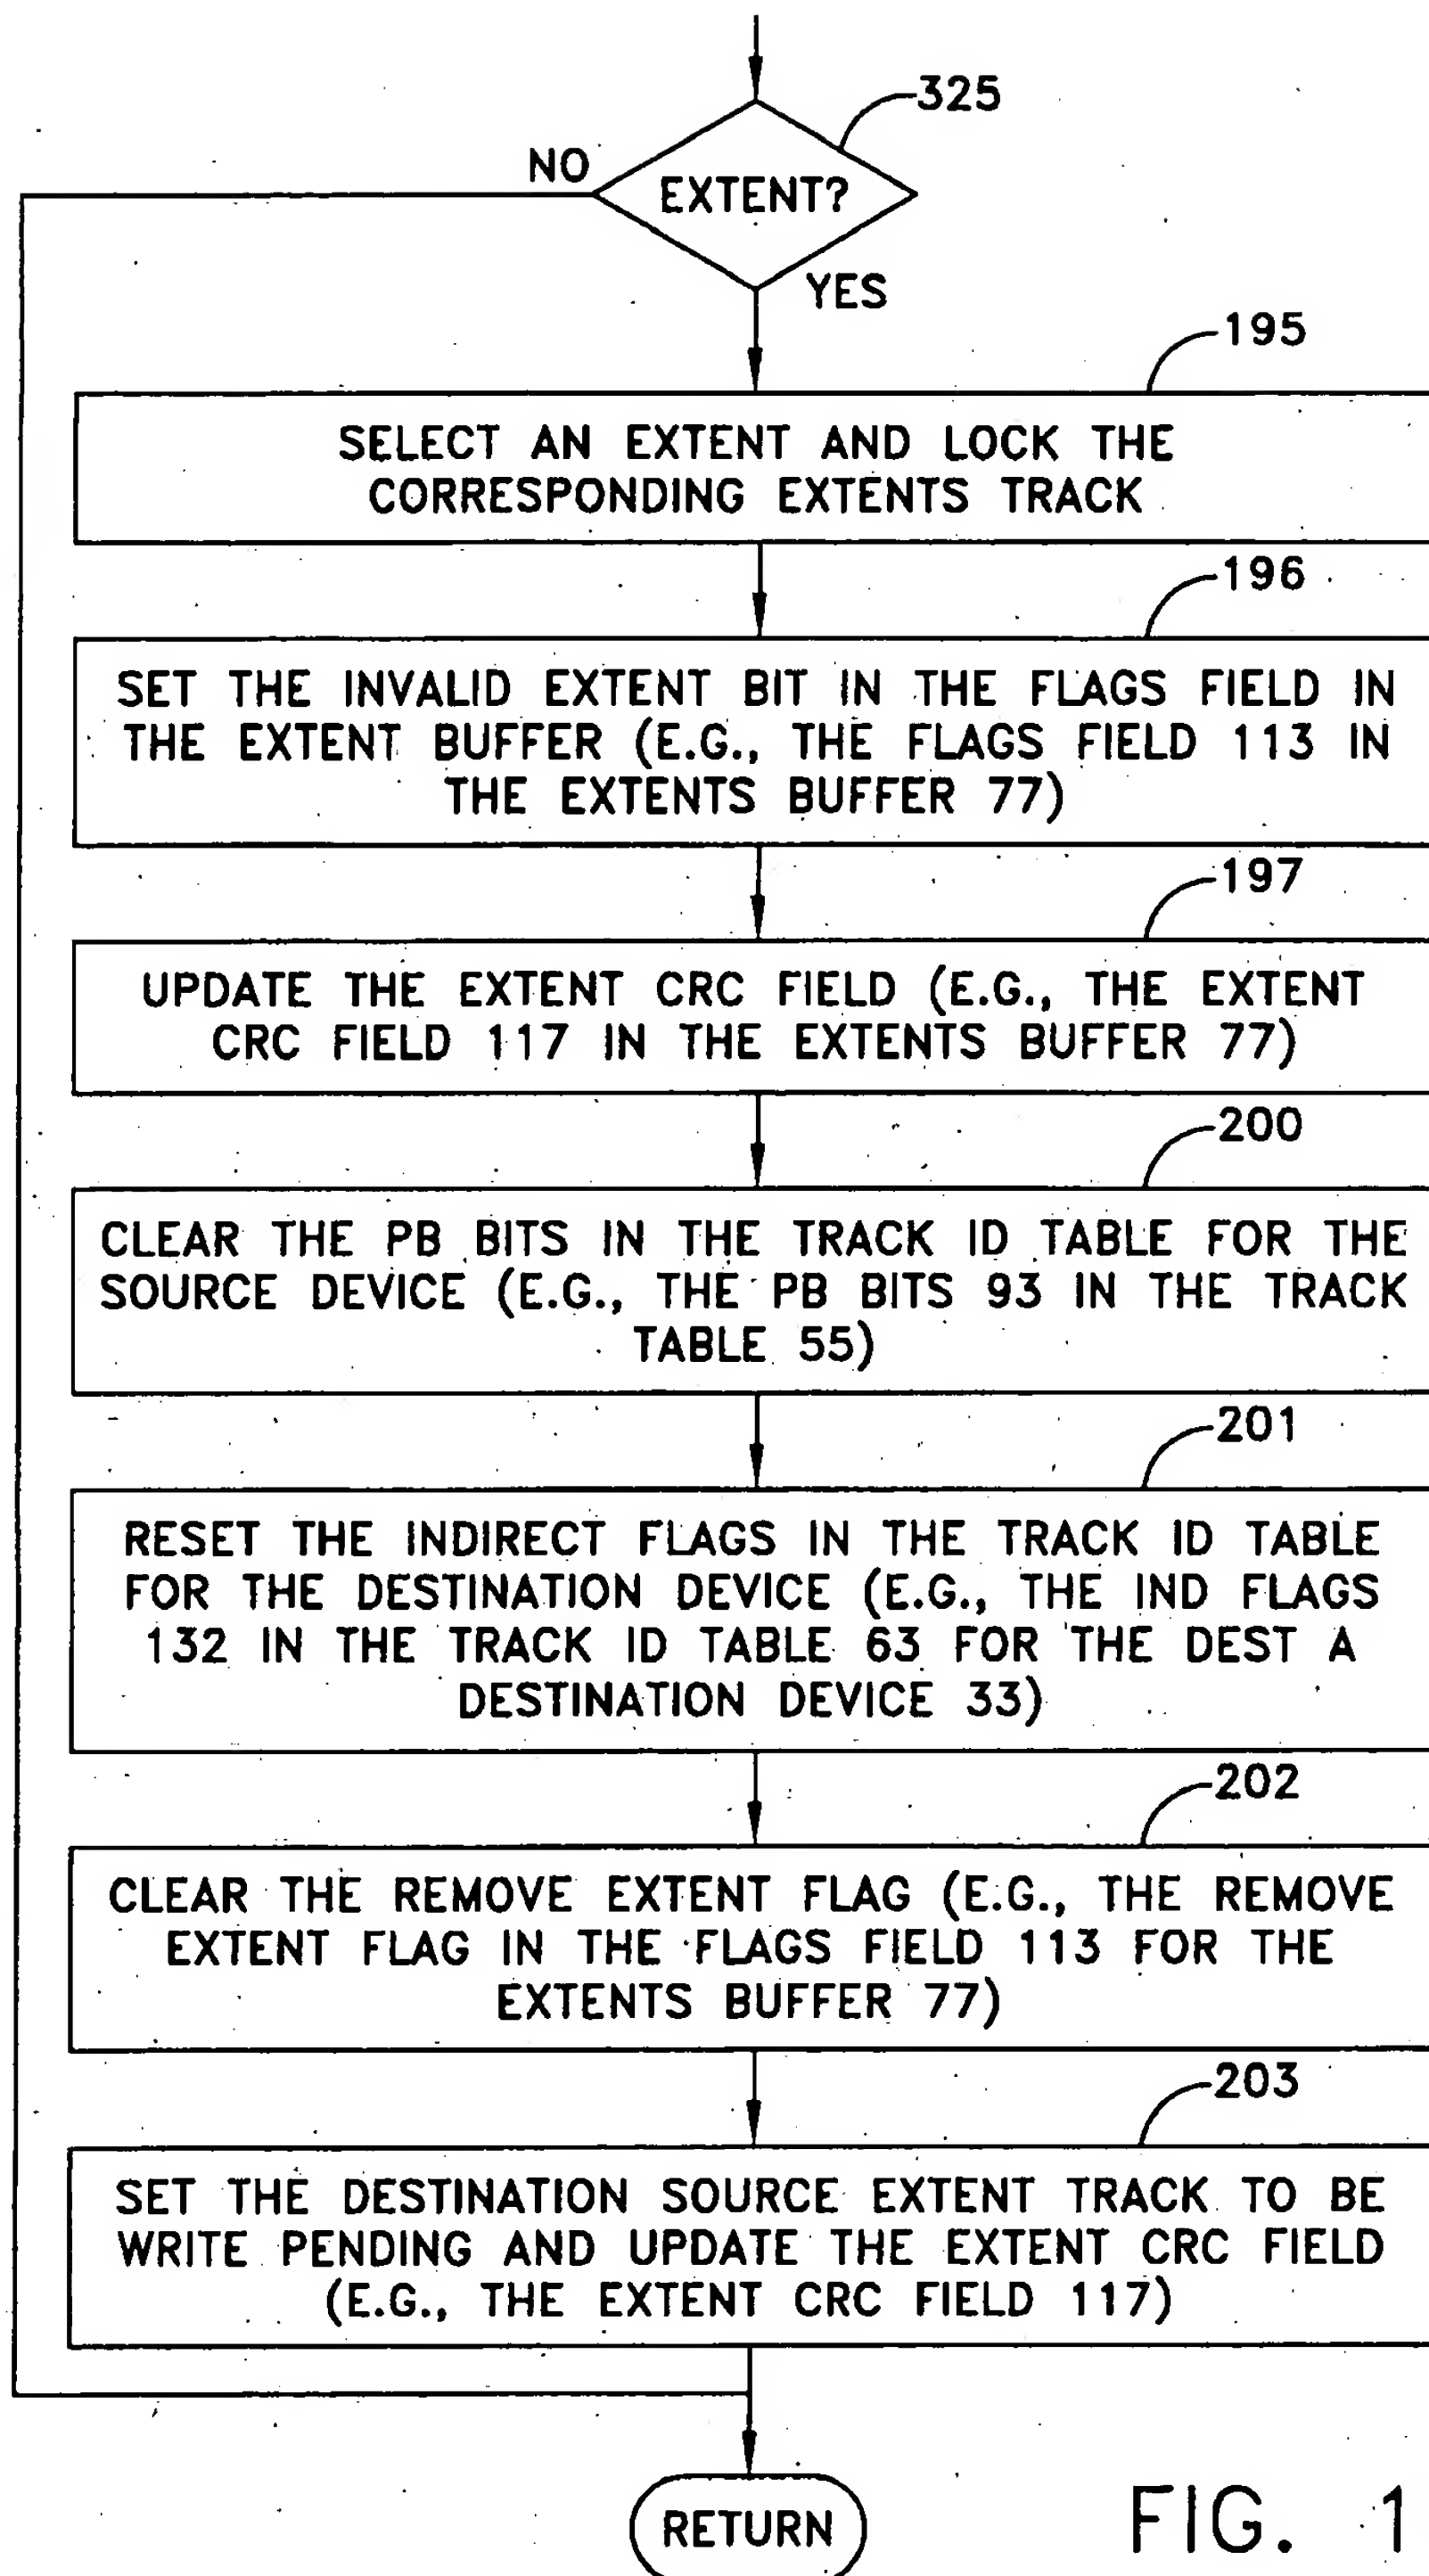 325
NO
EXTENT?
YES
195
SELECT AN EXTENT AND LOCK THE
CORRESPONDING EXTENTS TRACK
196
SET THE INVALID EXTENT BIT IN THE FLAGS FIELD IN
THE EXTENT BUFFER (E.G., THE FLAGS FIELD 113 IN
THE EXTENTS BUFFER 77)
197
UPDATE THE EXTENT CRC FIELD (E.G., THE EXTENT
CRC FIELD 117 IN THE EXTENTS BUFFER 77)
200
CLEAR THE PB BITS IN THE TRACK ID TABLE FOR THE
SOURCE DEVICE (E.G., THE PB BITS 93 IN THE TRACK
TABLE 55)
201
RESET THE INDIRECT FLAGS IN THE TRACK ID TABLE
FOR THE DESTINATION DEVICE (E.G., THE IND FLAGS
132 IN THE TRACK ID TABLE 63 FOR THE DEST A
DESTINATION DEVICE 33)
202
CLEAR THE REMOVE EXTENT FLAG (E.G., THE REMOVE
EXTENT FLAG IN THE FLAGS FIELD 113 FOR THE
EXTENTS BUFFER 77)
203
SET THE DESTINATION SOURCE EXTENT TRACK TO BE
WRITE PENDING AND UPDATE THE EXTENT CRC FIELD
(E.G., THE EXTENT CRC FIELD 117)
RETURN
FIG. 1